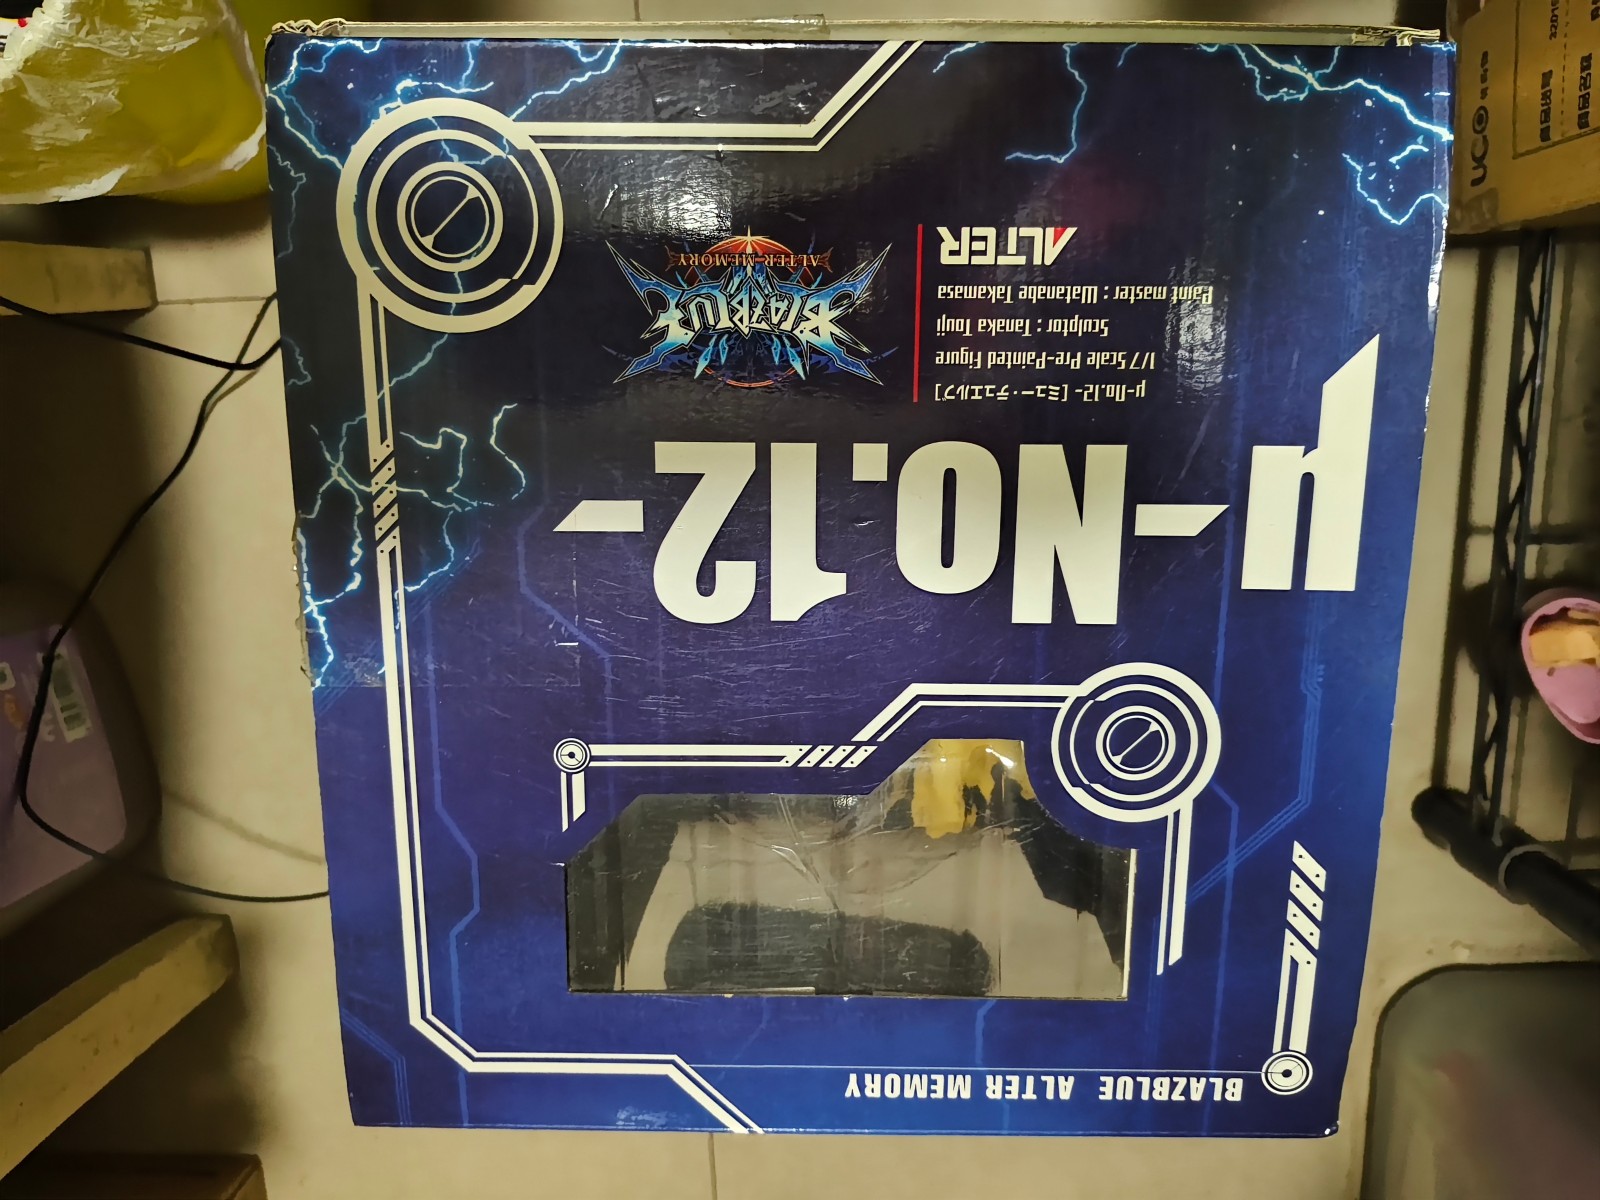 BLAZBLUE ALTER MEMORY
μ-NO.12-
μ-No.12- [ミュー・テュエルブ]
1/7 Scale Pre-Painted Figure
Sculptor : Tanaka Touji
Paint master : Watanabe Takamasa
ALTER
BLAZBLUE
ALTER MEMORY
UCC